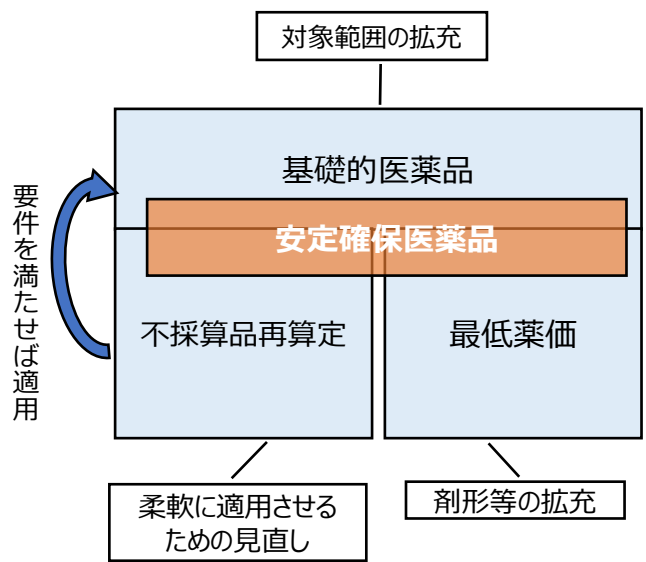 対象範囲の拡充
基礎的医薬品
安定確保医薬品
要件を満たせば適用
不採算品再算定
最低薬価
柔軟に適用させる
ための見直し
剤形等の拡充